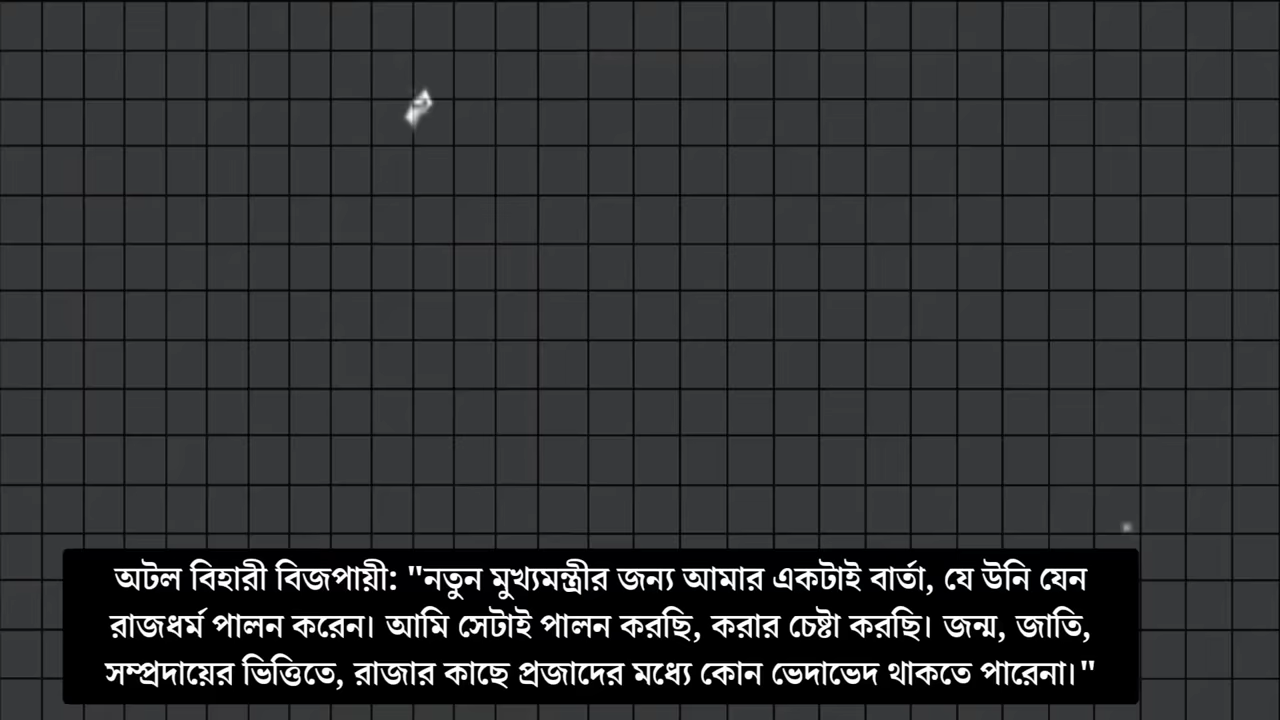 অটল বিহারী বিজপায়ী: "নতুন মুখ্যমন্ত্রীর জন্য আমার একটাই বার্তা, যে উনি যেন
রাজধর্ম পালন করেন। আমি সেটাই পালন করছি, করার চেষ্টা করছি। জন্ম, জাতি,
সম্প্রদায়ের ভিত্তিতে, রাজার কাছে প্রজাদের মধ্যে কোন ভেদাভেদ থাকতে পারেনা।"